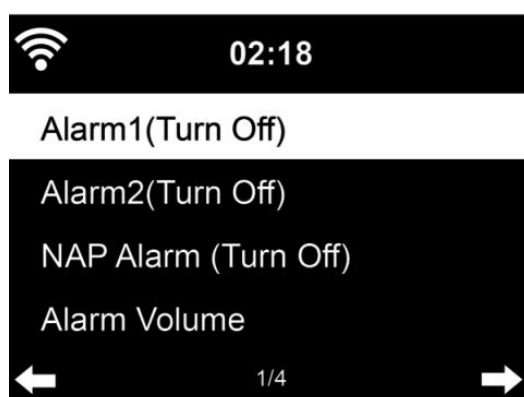 02:18
Alarm1(Turn Off)
Alarm2(Turn Off)
NAP Alarm (Turn Off)
Alarm Volume
1/4